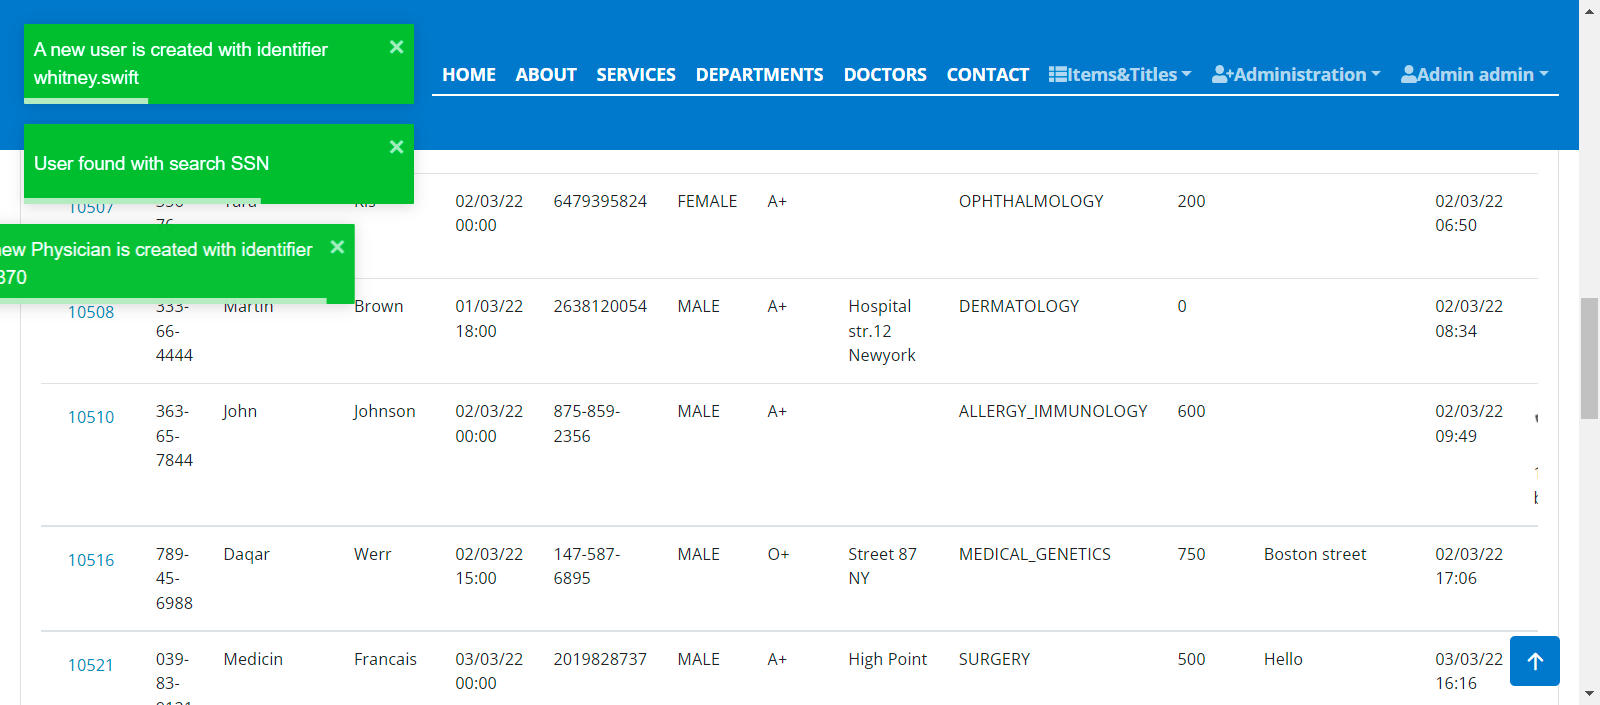 A new user is created with identifier
whitney.swift
User found with search SSN
new Physician is created with identifier
370
HOME ABOUT SERVICES DEPARTMENTS DOCTORS CONTACT Items&Titles Administration Admin admin
10507 02/03/22 6479395824 FEMALE A+ OPHTHALMOLOGY 200 02/03/22
00:00 06:50
10508 333- Martin Brown 01/03/22 2638120054 MALE A+ Hospital DERMATOLOGY 0 02/03/22
66- 18:00 str.12 08:34
4444 Newyork
10510 363- John Johnson 02/03/22 875-859- MALE A+ ALLERGY_IMMUNOLOGY 600 02/03/22
65- 00:00 2356 09:49
7844
10516 789- Daqar Werr 02/03/22 147-587- MALE O+ Street 87 MEDICAL_GENETICS 750 Boston street 02/03/22
45- 15:00 6895 NY 17:06
6988
10521 039- Medicin Francais 03/03/22 2019828737 MALE A+ High Point SURGERY 500 Hello 03/03/22
83- 00:00 16:16